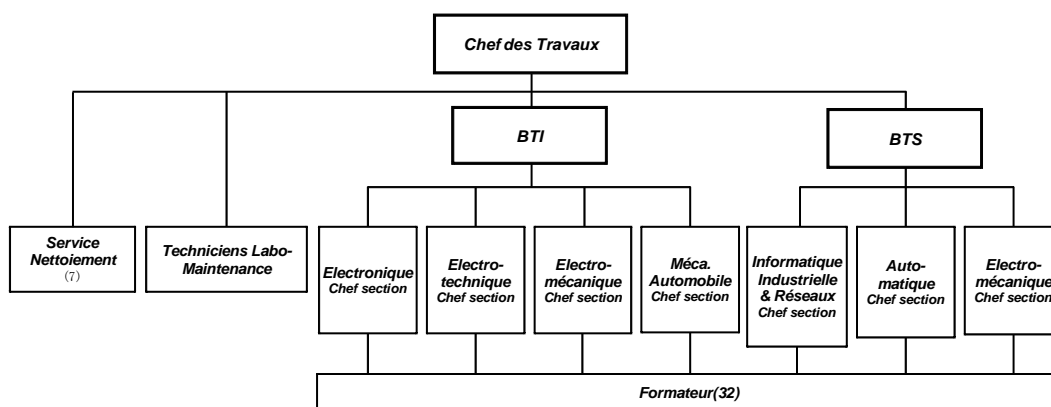 Chef des Travaux
BTI
BTS
Service
Nettoiement
(7)
Techniciens Labo-
Maintenance
Electronique
Chef section
Electro-
technique
Chef section
Electro-
mécanique
Chef section
Méca.
Automobile
Chef section
Informatique
Industrielle
& Réseaux
Chef section
Auto-
matique
Chef section
Electro-
mécanique
Chef section
Formateur(32)